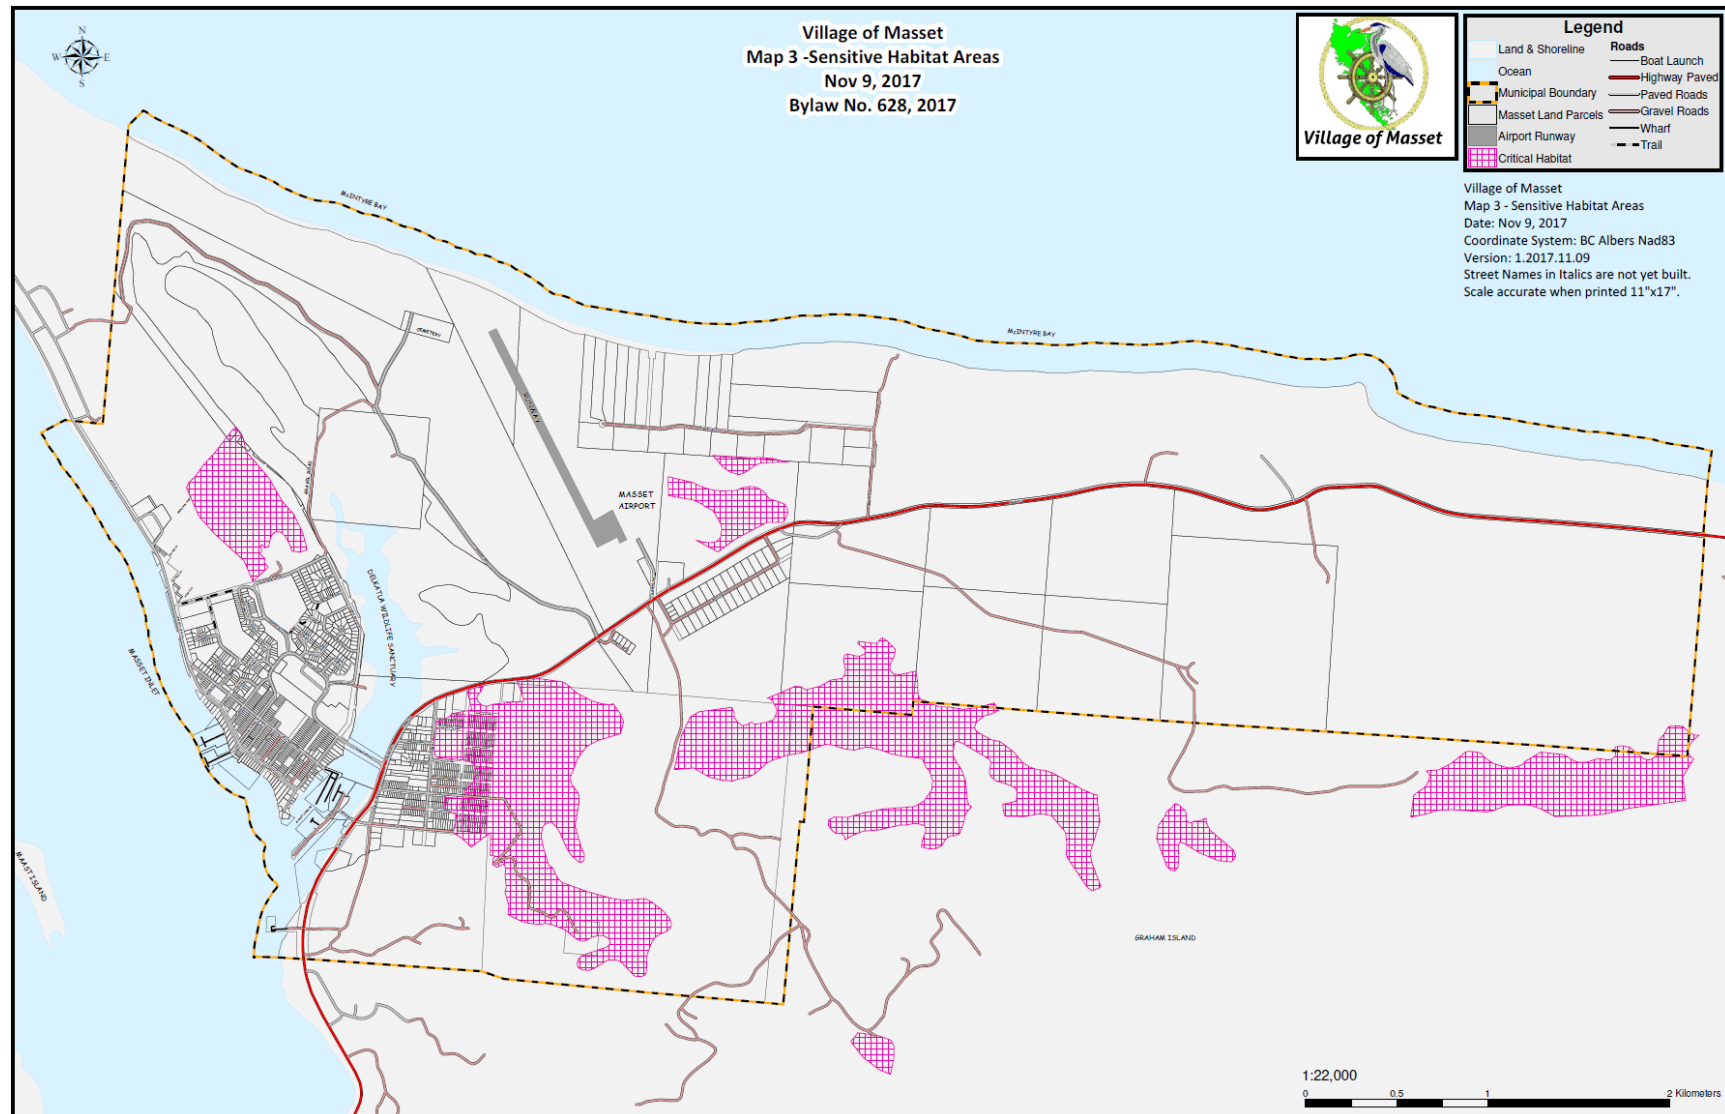 Village of Masset
Map 3 -Sensitive Habitat Areas
Nov 9, 2017
Bylaw No. 628, 2017
N
W E
S
Village of Masset
Legend
Land & Shoreline
Ocean
Municipal Boundary
Masset Land Parcels
Airport Runway
Critical Habitat
Roads
Boat Launch
Highway Paved
Paved Roads
Gravel Roads
Wharf
Trail
Village of Masset
Map 3 - Sensitive Habitat Areas
Date: Nov 9, 2017
Coordinate System: BC Albers Nad83
Version: 1.2017.11.09
Street Names in Italics are not yet built.
Scale accurate when printed 11"x17".
McINTYRE BAY
McINTYRE BAY
CEMETERY
RUNWAY
MASSET
AIRPORT
DELKATLA WILDLIFE SANCTUARY
MASSET INLET
MAAST ISLAND
GRAHAM ISLAND
1:22,000
0 0.5 1 2 Kilometers